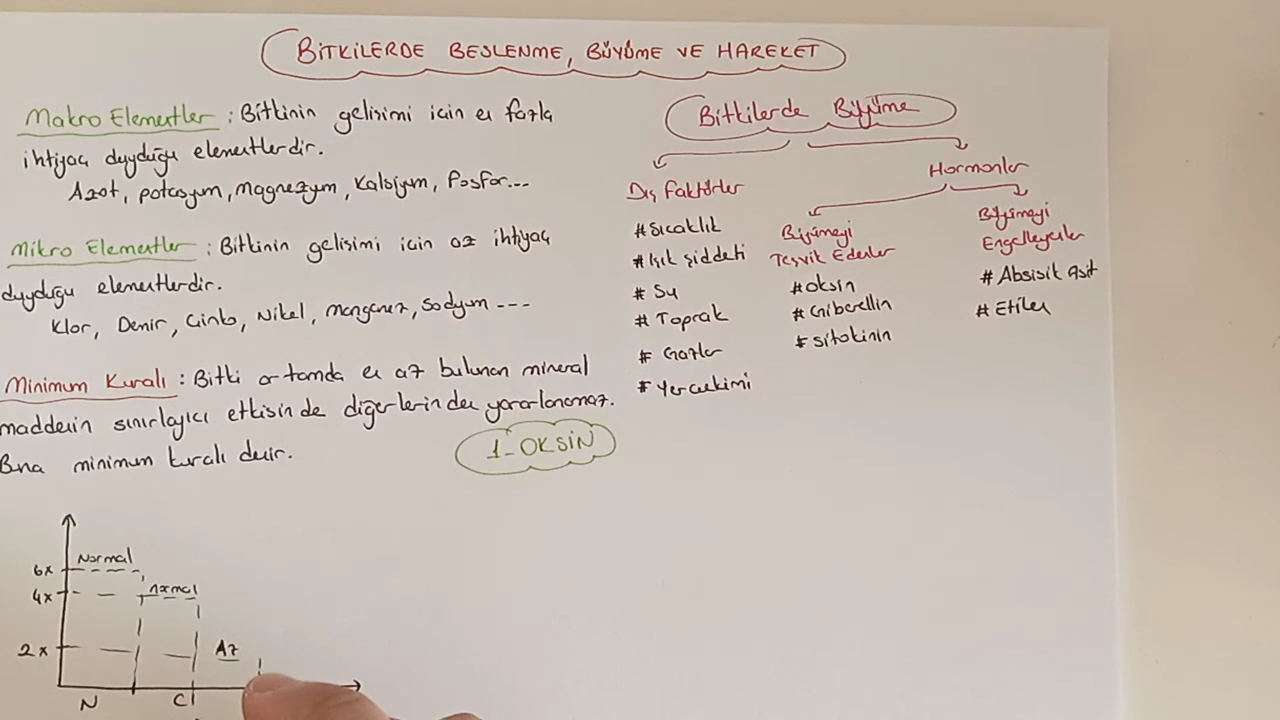 BİTKİLERDE BESLENME, BÜYÜME VE HAREKET
Makro Elementler : Bitkinin gelişimi için en fazla
ihtiyaç duyduğu elementlerdir.
Azot, potasyum, Magnezyum, Kalsiyum, Fosfor...
Mikro Elementler : Bitkinin gelişimi için az ihtiyaç
duyduğu elementlerdir.
Klor, Demir, Çinko, Nikel, mangenez, Sodyum ---
Minimum Kuralı : Bitki ortamda en az bulunan mineral
maddenin sınırlayıcı etkisinde diğerlerinden yararlanamaz.
Buna minimum kuralı denir.
1-OKSİN
6x
Normal
4x
Normal
2x
Az
N
Cl
Bitkilerde Büyüme
Dış Faktörler
# Sıcaklık
# Işık şiddeti
# Su
# Toprak
# Gazlar
# Yerçekimi
Hormonlar
Büyümeyi
Teşvik Edenler
# Oksin
# Giberellin
# Sitokinin
Büyümeyi
Engelleyenler
# Absisik Asit
# Etilen